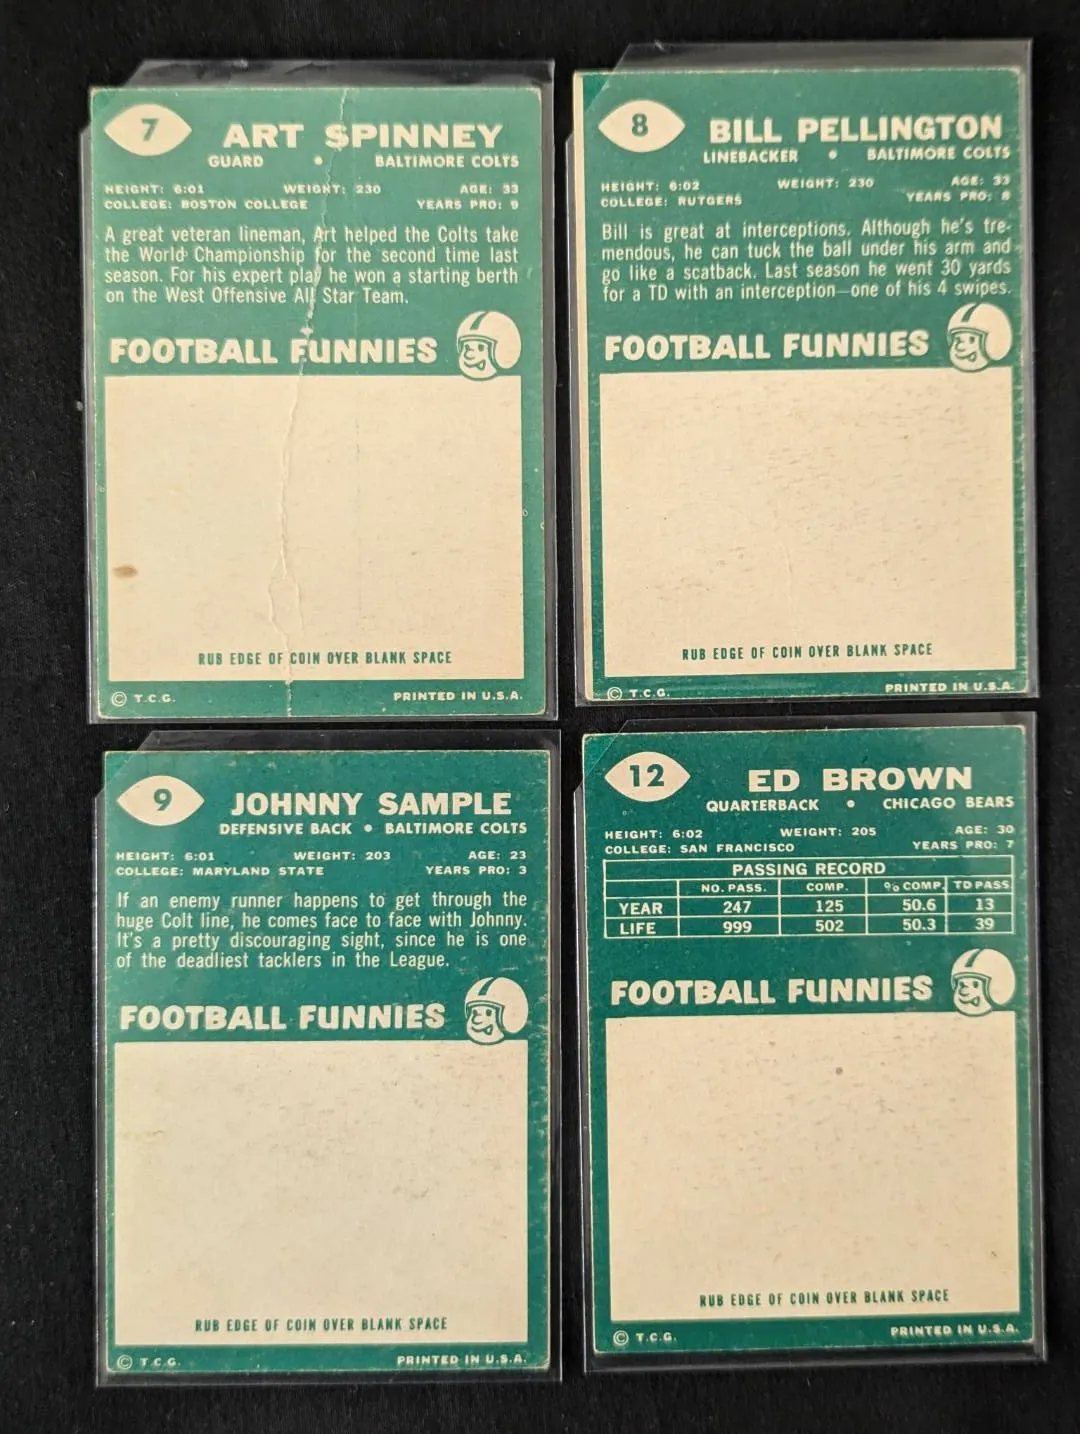 7
ART SPINNEY
GUARD • BALTIMORE COLTS
HEIGHT: 6:01 WEIGHT: 230 AGE: 33
COLLEGE: BOSTON COLLEGE YEARS PRO: 9
A great veteran lineman, Art helped the Colts take
the World Championship for the second time last
season. For his expert play he won a starting berth
on the West Offensive All Star Team.
FOOTBALL FUNNIES
RUB EDGE OF COIN OVER BLANK SPACE
© T.C.G. PRINTED IN U.S.A.
8
BILL PELLINGTON
LINEBACKER • BALTIMORE COLTS
HEIGHT: 6:02 WEIGHT: 230 AGE: 33
COLLEGE: RUTGERS YEARS PRO: 8
Bill is great at interceptions. Although he's tre-
mendous, he can tuck the ball under his arm and
go like a scatback. Last season he went 30 yards
for a TD with an interception—one of his 4 swipes.
FOOTBALL FUNNIES
RUB EDGE OF COIN OVER BLANK SPACE
© T.C.G. PRINTED IN U.S.A.
9
JOHNNY SAMPLE
DEFENSIVE BACK • BALTIMORE COLTS
HEIGHT: 6:01 WEIGHT: 203 AGE: 23
COLLEGE: MARYLAND STATE YEARS PRO: 3
If an enemy runner happens to get through the
huge Colt line, he comes face to face with Johnny.
It's a pretty discouraging sight, since he is one
of the deadliest tacklers in the League.
FOOTBALL FUNNIES
RUB EDGE OF COIN OVER BLANK SPACE
© T.C.G. PRINTED IN U.S.A.
12
ED BROWN
QUARTERBACK • CHICAGO BEARS
HEIGHT: 6:02 WEIGHT: 205 AGE: 30
COLLEGE: SAN FRANCISCO YEARS PRO: 7
PASSING RECORD
NO. PASS. COMP. % COMP. TD PASS
YEAR 247 125 50.6 13
LIFE 999 502 50.3 39
FOOTBALL FUNNIES
RUB EDGE OF COIN OVER BLANK SPACE
© T.C.G. PRINTED IN U.S.A.